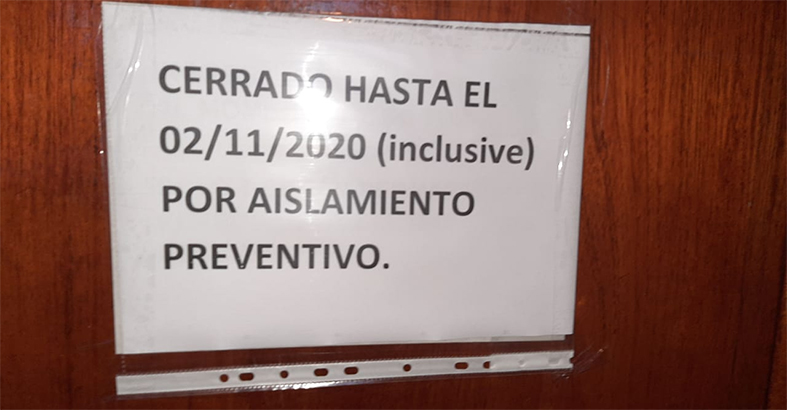 CERRADO HASTA EL
02/11/2020 (inclusive)
POR AISLAMIENTO
PREVENTIVO.